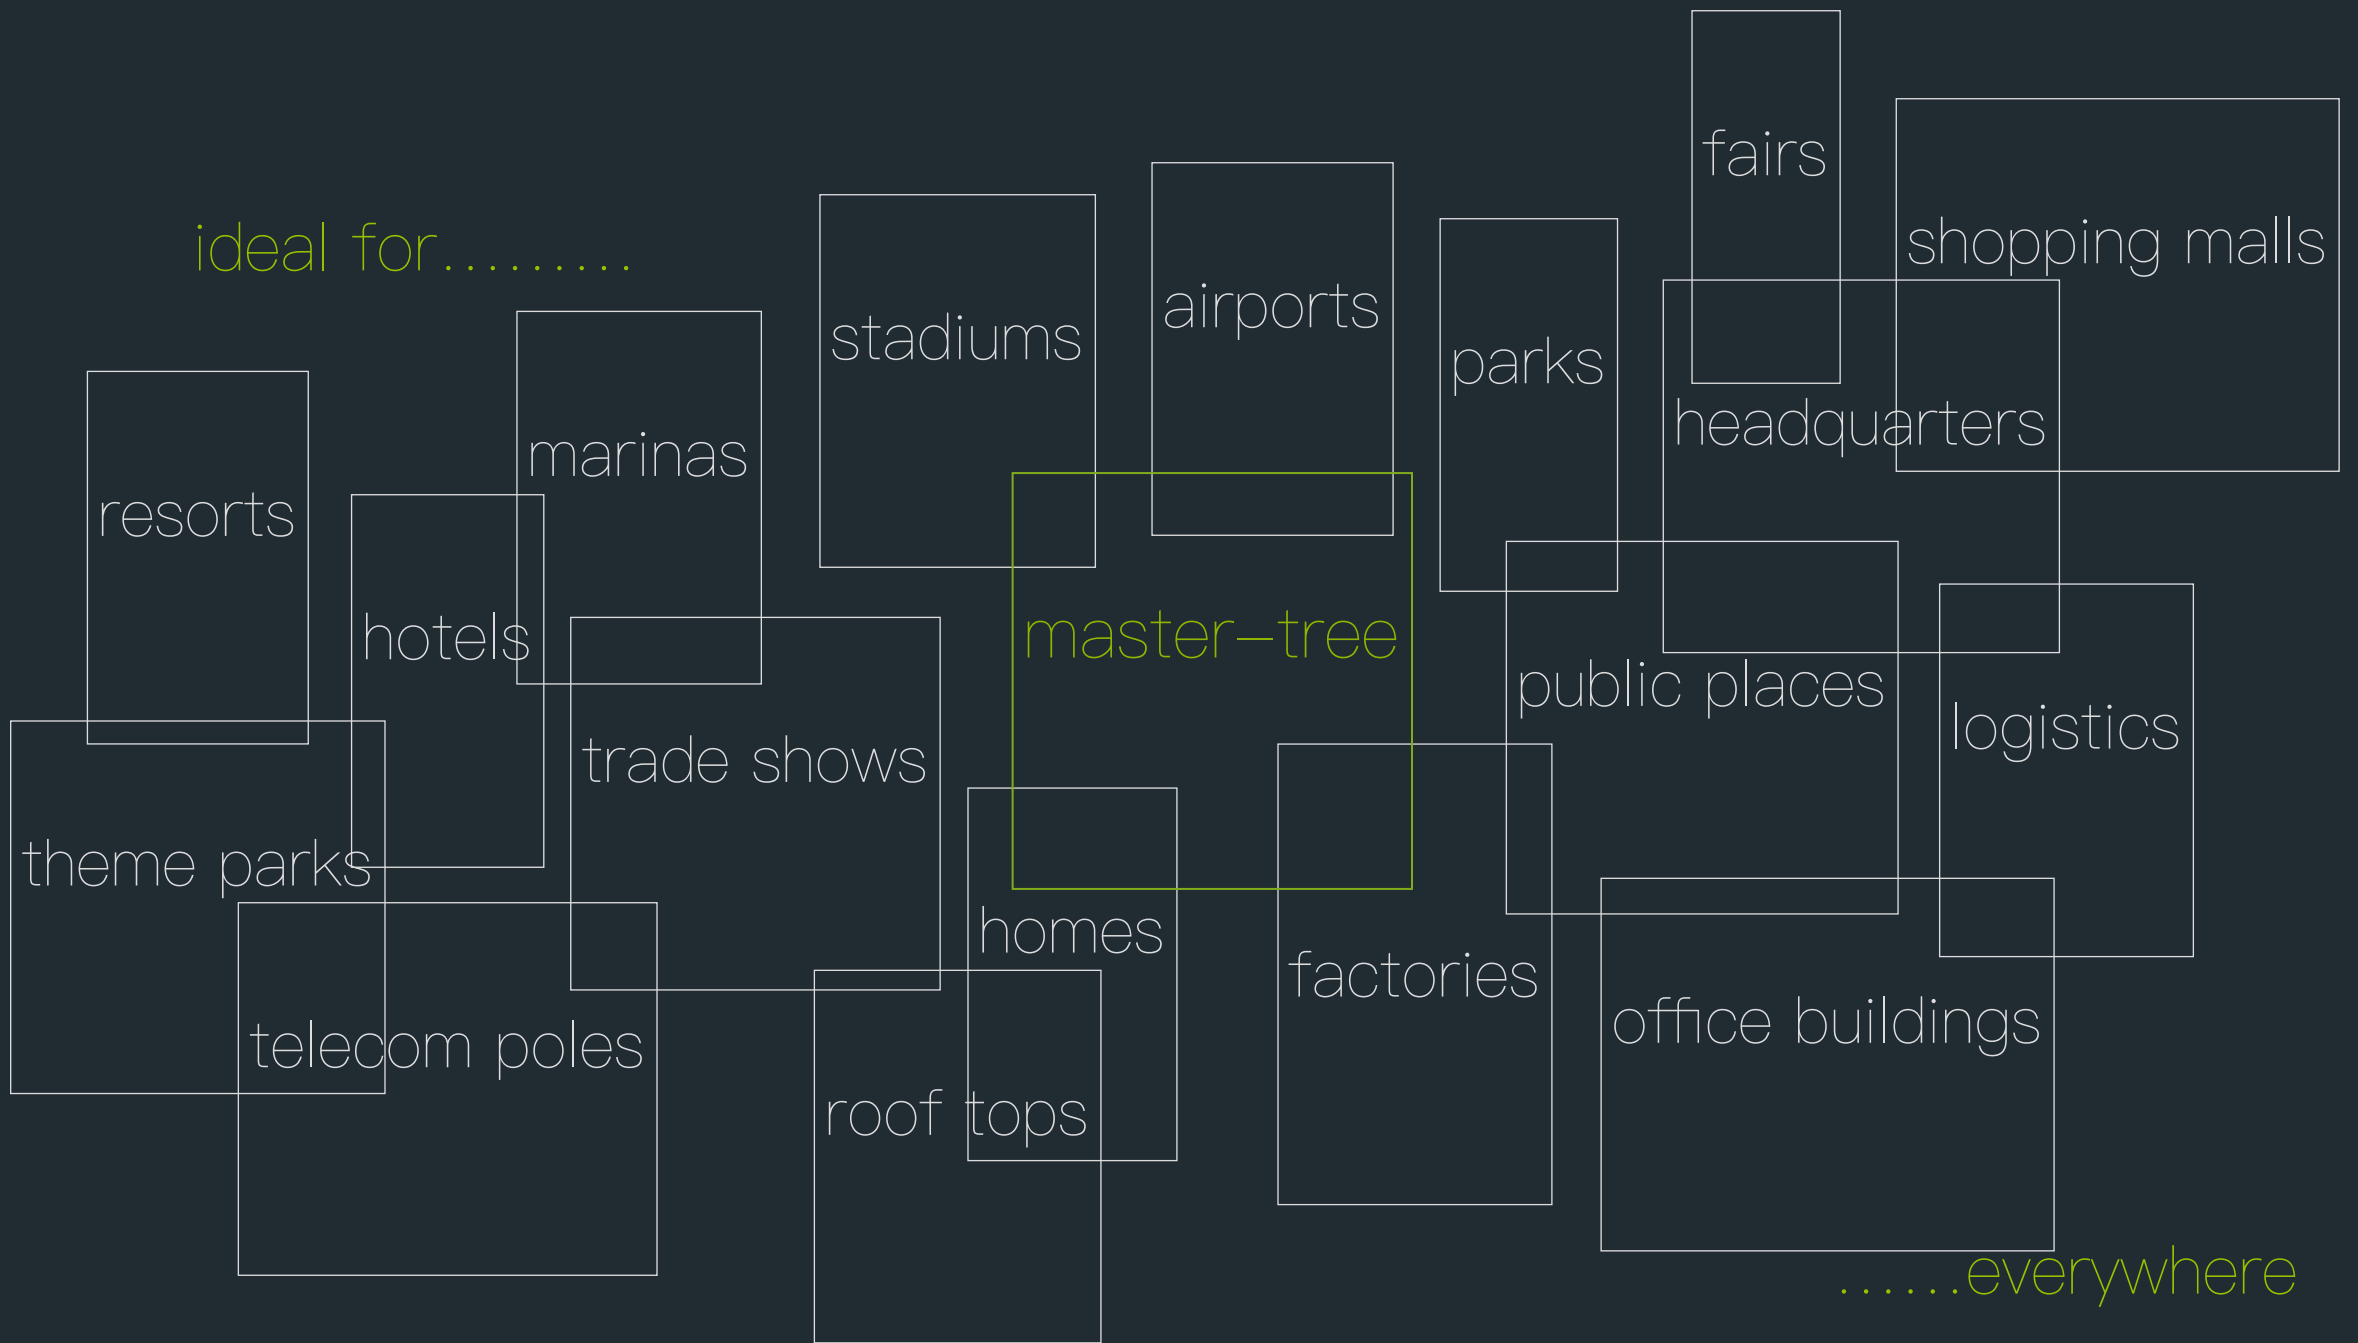 ideal for.........
fairs
shopping malls
airports
stadiums
parks
headquarters
marinas
resorts
hotels
master–tree
public places
logistics
trade shows
theme parks
homes
factories
office buildings
telecom poles
roof tops
......everywhere